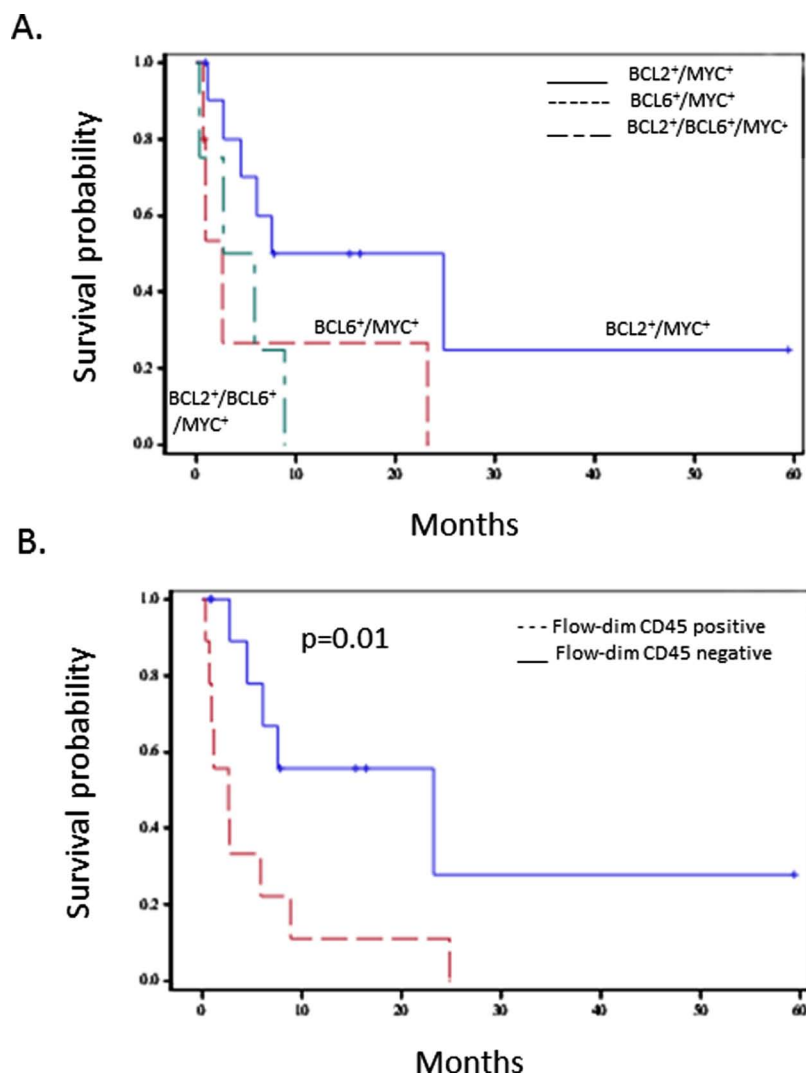 A.
BCL2⁺/MYC⁺
BCL6⁺/MYC⁺
BCL2⁺/BCL6⁺/MYC⁺
Survival probability
1.0
0.8
0.6
0.4
0.2
0.0
BCL6⁺/MYC⁺
BCL2⁺/MYC⁺
BCL2⁺/BCL6⁺
/MYC⁺
0 10 20 30 40 50 60
Months
B.
p=0.01
Flow-dim CD45 positive
Flow-dim CD45 negative
Survival probability
1.0
0.8
0.6
0.4
0.2
0.0
0 10 20 30 40 50 60
Months